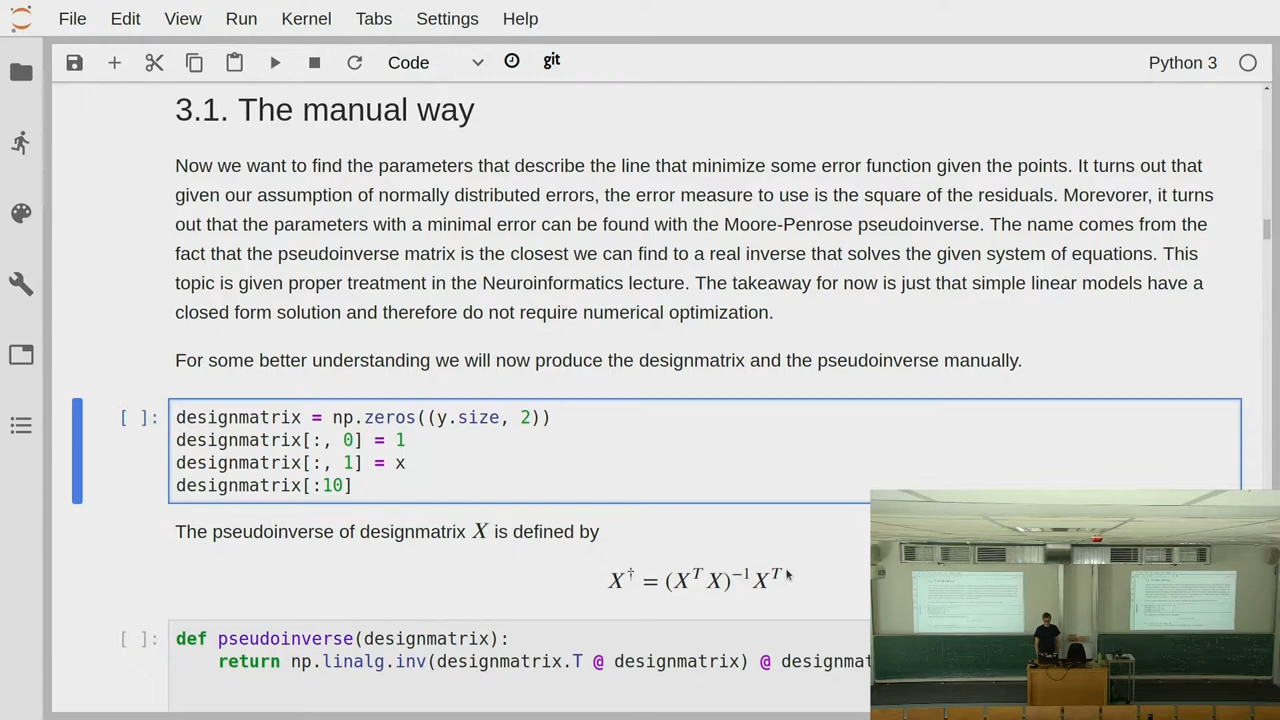 File Edit View Run Kernel Tabs Settings Help
Code git Python 3
3.1. The manual way
Now we want to find the parameters that describe the line that minimize some error function given the points. It turns out that
given our assumption of normally distributed errors, the error measure to use is the square of the residuals. Morevorer, it turns
out that the parameters with a minimal error can be found with the Moore-Penrose pseudoinverse. The name comes from the
fact that the pseudoinverse matrix is the closest we can find to a real inverse that solves the given system of equations. This
topic is given proper treatment in the Neuroinformatics lecture. The takeaway for now is just that simple linear models have a
closed form solution and therefore do not require numerical optimization.
For some better understanding we will now produce the designmatrix and the pseudoinverse manually.
[ ]: designmatrix = np.zeros((y.size, 2))
designmatrix[:, 0] = 1
designmatrix[:, 1] = x
designmatrix[:10]
The pseudoinverse of designmatrix X is defined by
X† = (X^T X)^−1 X^T
[ ]: def pseudoinverse(designmatrix):
return np.linalg.inv(designmatrix.T @ designmatrix) @ designmat